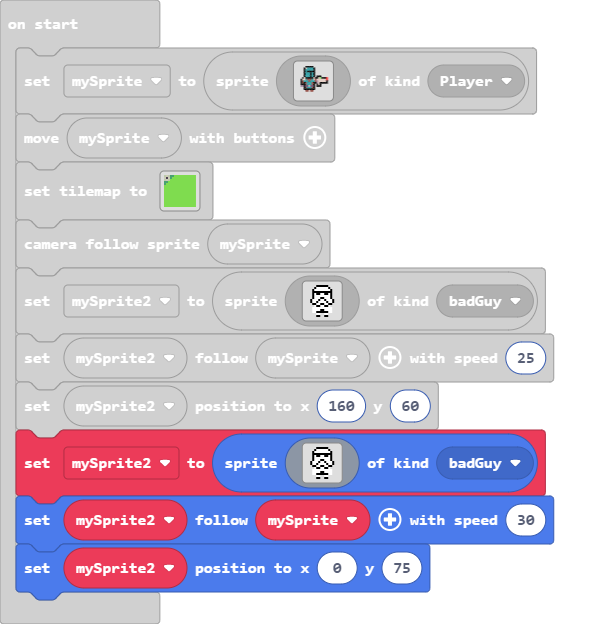 on start
set mySprite to sprite of kind Player
move mySprite with buttons
set tilemap to
camera follow sprite mySprite
set mySprite2 to sprite of kind badGuy
set mySprite2 follow mySprite with speed 25
set mySprite2 position to x 160 y 60
set mySprite2 to sprite of kind badGuy
set mySprite2 follow mySprite with speed 30
set mySprite2 position to x 0 y 75